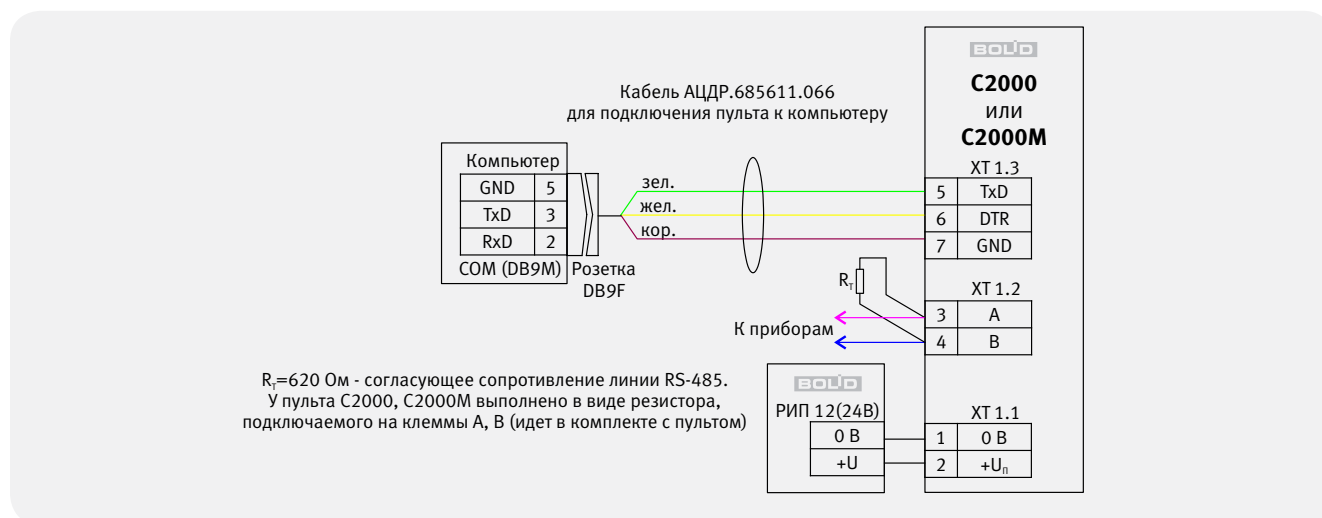 BOLID
С2000
или
С2000М
Кабель АЦДР.685611.066
для подключения пульта к компьютеру
Компьютер
GND 5
TxD 3
RxD 2
COM (DB9M)
Розетка
DB9F
зел.
жел.
кор.
XT 1.3
5 TxD
6 DTR
7 GND
Rт
XT 1.2
3 A
4 B
К приборам
Rт=620 Ом - согласующее сопротивление линии RS-485.
У пульта С2000, С2000М выполнено в виде резистора,
подключаемого на клеммы А, В (идет в комплекте с пультом)
BOLID
РИП 12(24В)
0 В
+U
XT 1.1
1 0 В
2 +Uп